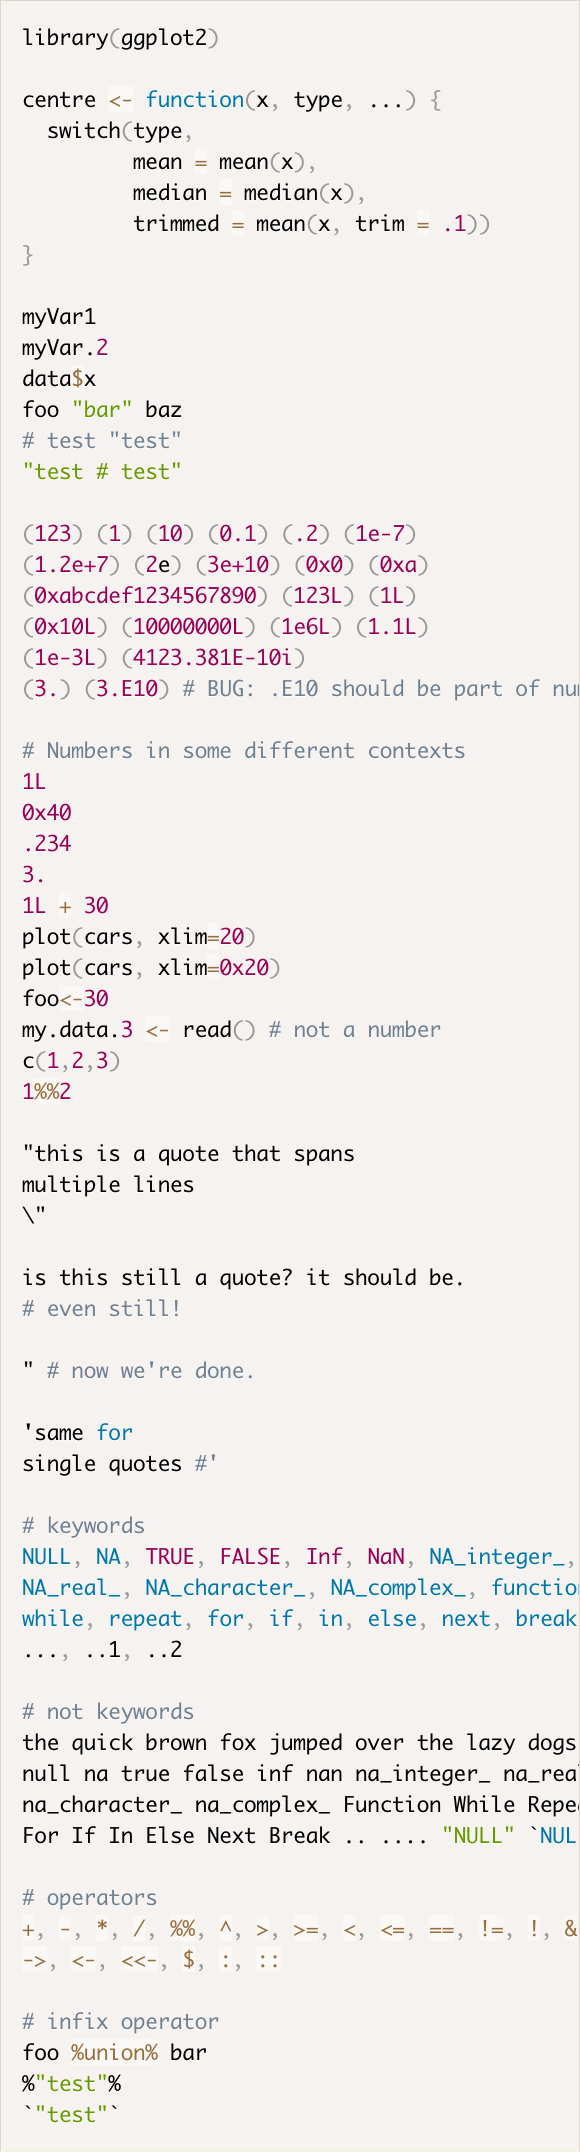 library(ggplot2)
centre <- function(x, type, ...) {
  switch(type,
         mean = mean(x),
         median = median(x),
         trimmed = mean(x, trim = .1))
}
myVar1
myVar.2
data$x
foo "bar" baz
# test "test"
"test # test"
(123) (1) (10) (0.1) (.2) (1e-7)
(1.2e+7) (2e) (3e+10) (0x0) (0xa)
(0xabcdef1234567890) (123L) (1L)
(0x10L) (10000000L) (1e6L) (1.1L)
(1e-3L) (4123.381E-10i)
(3.) (3.E10) # BUG: .E10 should be part of
# Numbers in some different contexts
1L
0x40
.234
3.
1L + 30
plot(cars, xlim=20)
plot(cars, xlim=0x20)
foo<-30
my.data.3 <- read() # not a number
c(1,2,3)
1%%2
"this is a quote that spans
multiple lines
\"
is this still a quote? it should be.
# even still!
" # now we're done.
'same for
single quotes #'
# keywords
NULL, NA, TRUE, FALSE, Inf, NaN, NA_integer_,
NA_real_, NA_character_, NA_complex_,
while, repeat, for, if, in, else, next, break
..., ..1, ..2
# not keywords
the quick brown fox jumped over the lazy dogs
null na true false inf nan na_integer_
na_character_ na_complex_ Function While
For If In Else Next Break .. .... "NULL"
# operators
+, -, *, /, %%, ^, >, >=, <, <=, ==, !=, !, &
->, <-, <<-, $, :, ::
# infix operator
foo %union% bar
%"test"%
`"test"`